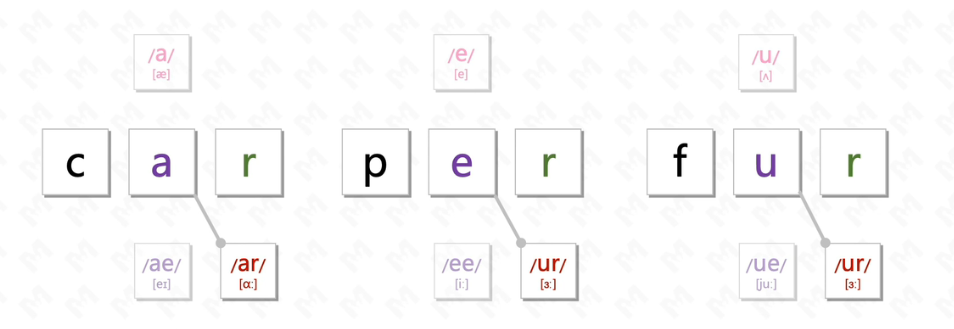 /a/ /e/ /u/
[æ] [e] [ʌ]
c a r p e r f u r
/ae/ /ar/ /ee/ /ur/ /ue/ /ur/
[eɪ] [ɑː] [iː] [ɜː] [juː] [ɜː]